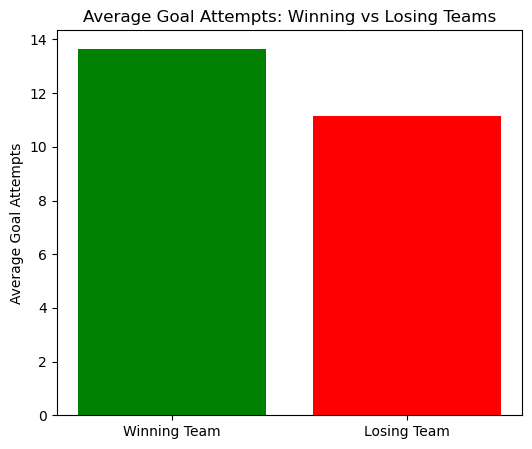 Average Goal Attempts: Winning vs Losing Teams
Average Goal Attempts
14
12
10
8
6
4
2
0
Winning Team
Losing Team